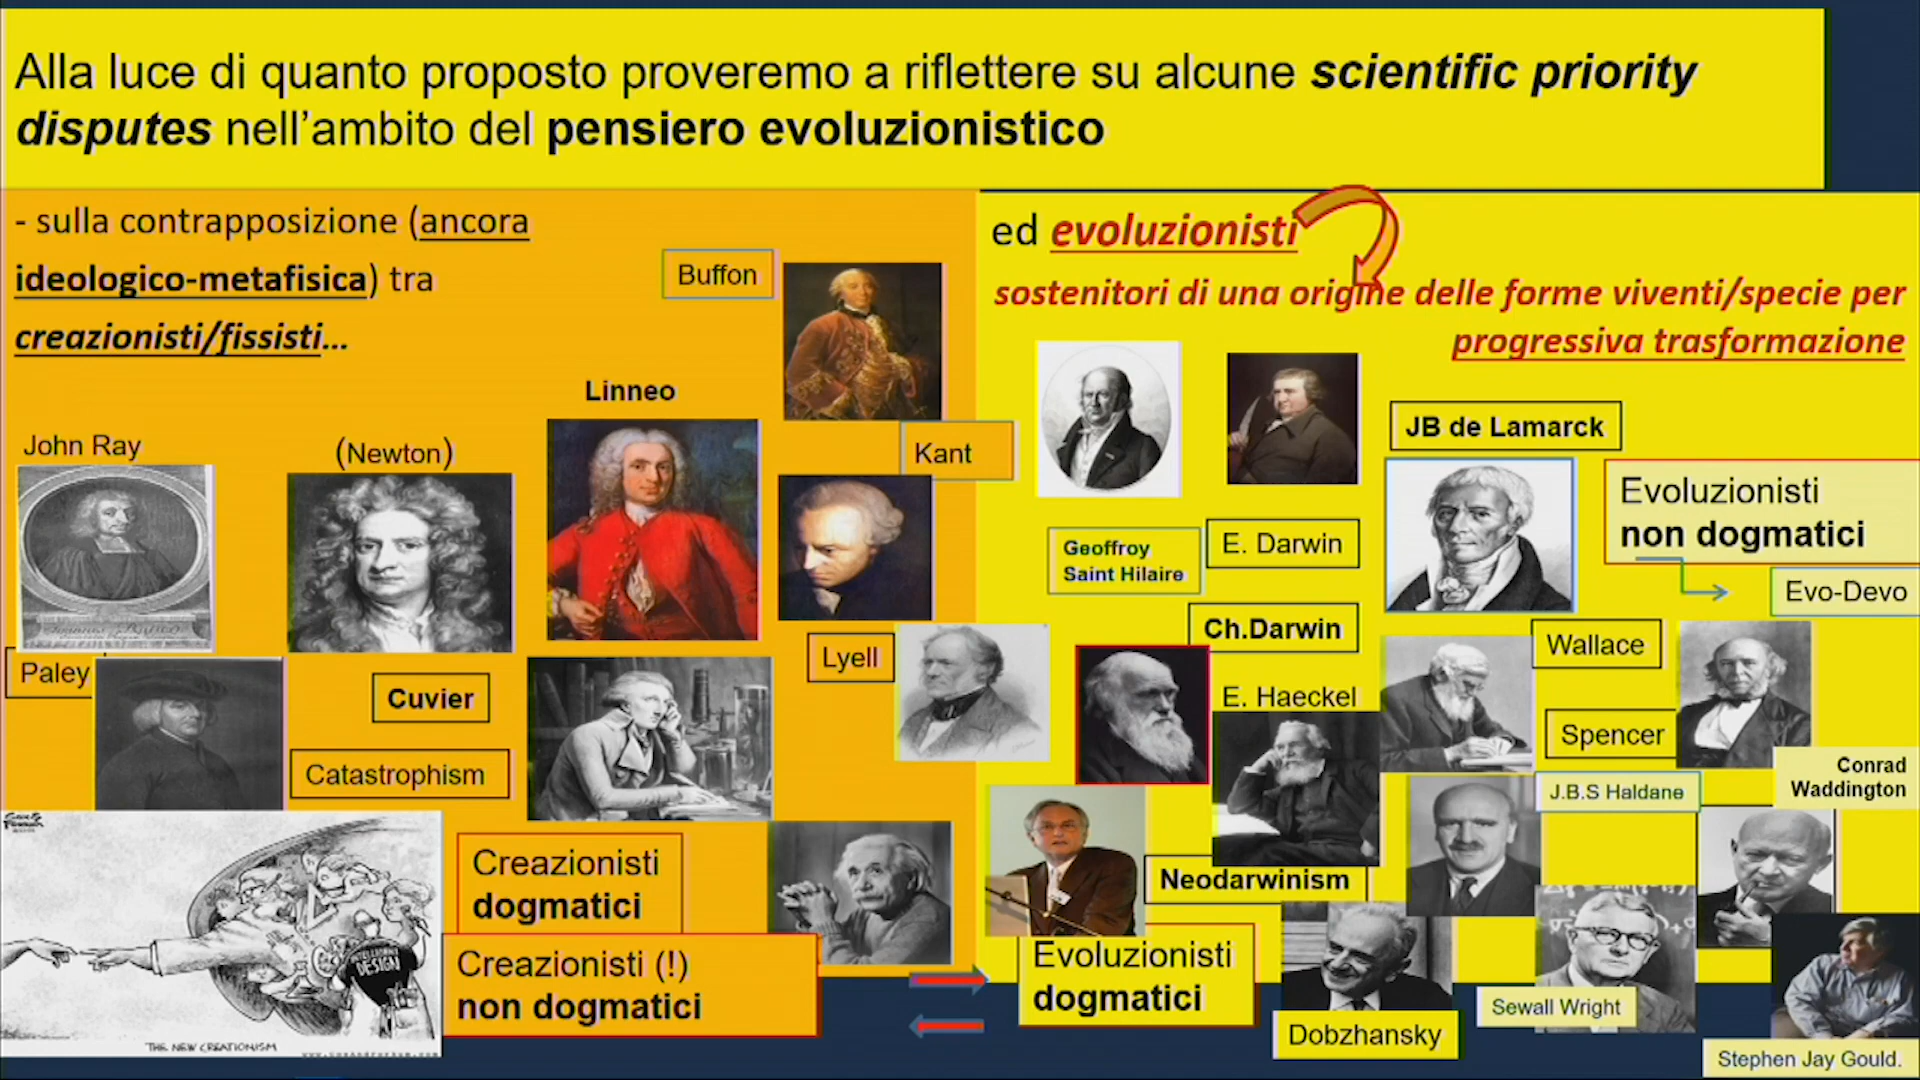 Alla luce di quanto proposto proveremo a riflettere su alcune scientific priority
disputes nell'ambito del pensiero evoluzionistico
- sulla contrapposizione (ancora
ideologico-metafisica) tra
creazionisti/fissisti...
Buffon
Linneo
John Ray
(Newton)
Kant
Paley
Cuvier
Lyell
Catastrophism
Creazionisti
dogmatici
Creazionisti (!)
non dogmatici
INTELLIGENT
DESIGN
THE NEW CREATIONISM
ed evoluzionisti
sostenitori di una origine delle forme viventi/specie per
progressiva trasformazione
JB de Lamarck
Evoluzionisti
non dogmatici
Geoffroy
Saint Hilaire
E. Darwin
Evo-Devo
Ch.Darwin
Wallace
E. Haeckel
Spencer
Conrad
Waddington
J.B.S Haldane
Neodarwinism
Evoluzionisti
dogmatici
Sewall Wright
Dobzhansky
Stephen Jay Gould.